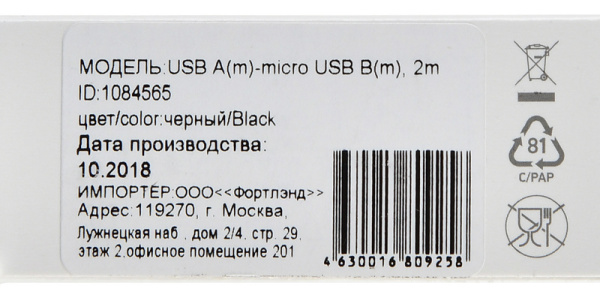 МОДЕЛЬ:USB A(m)-micro USB B(m), 2m
ID:1084565
цвет/color:черный/Black
Дата производства:
10.2018
ИМПОРТЕР:ООО<<Фортлэнд>>
Адрес:119270, г. Москва,
Лужнецкая наб , дом 2/4, стр. 29,
этаж 2,офисное помещение 201
4 630016 809258
81
C/PAP